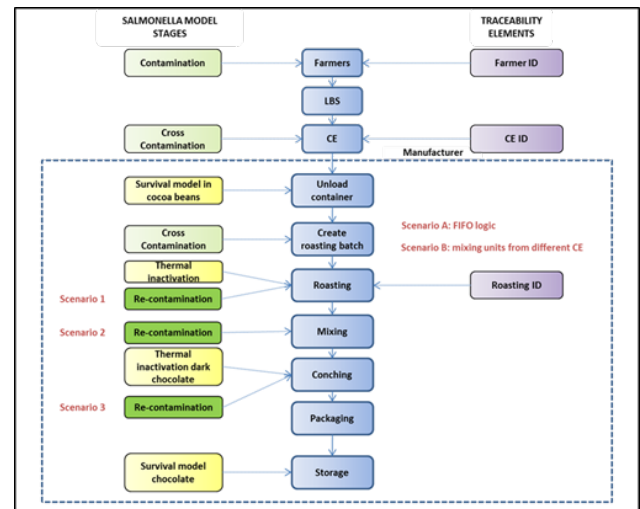 SALMONELLA MODEL
STAGES
TRACEABILITY
ELEMENTS
Contamination
Farmers
Farmer ID
LBS
Cross
Contamination
CE
CE ID
Manufacturer
Survival model in
cocoa beans
Unload
container
Scenario A: FIFO logic
Cross
Contamination
Create
roasting batch
Scenario B: mixing units from different CE
Thermal
inactivation
Roasting
Roasting ID
Scenario 1
Re-contamination
Scenario 2
Re-contamination
Mixing
Thermal
inactivation dark
chocolate
Conching
Scenario 3
Re-contamination
Packaging
Survival model
chocolate
Storage